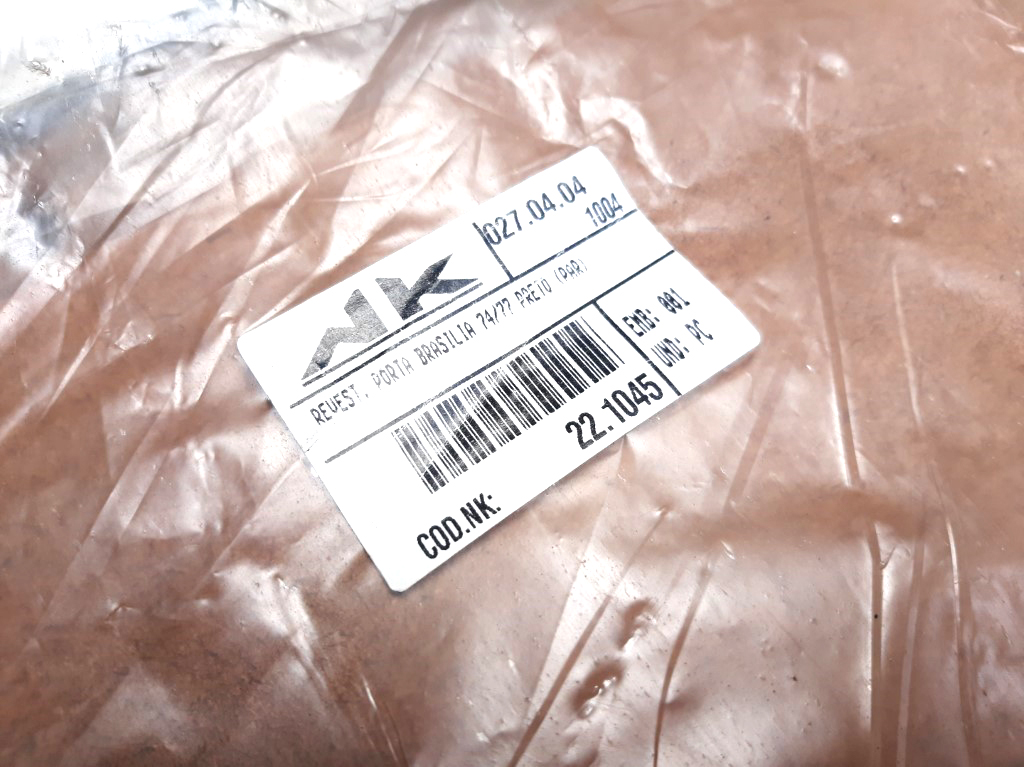 NK
027.04.04
1004
REVEST. PORTA BRASILIA 74/77 PRETO (PAR)
EMB: 001
UND: PC
22.1045
COD.NK: